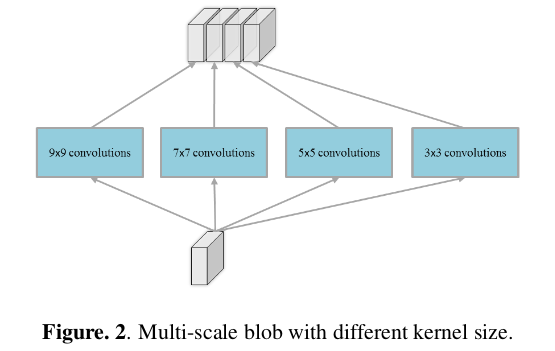 9x9 convolutions
7x7 convolutions
5x5 convolutions
3x3 convolutions
Figure. 2. Multi-scale blob with different kernel size.